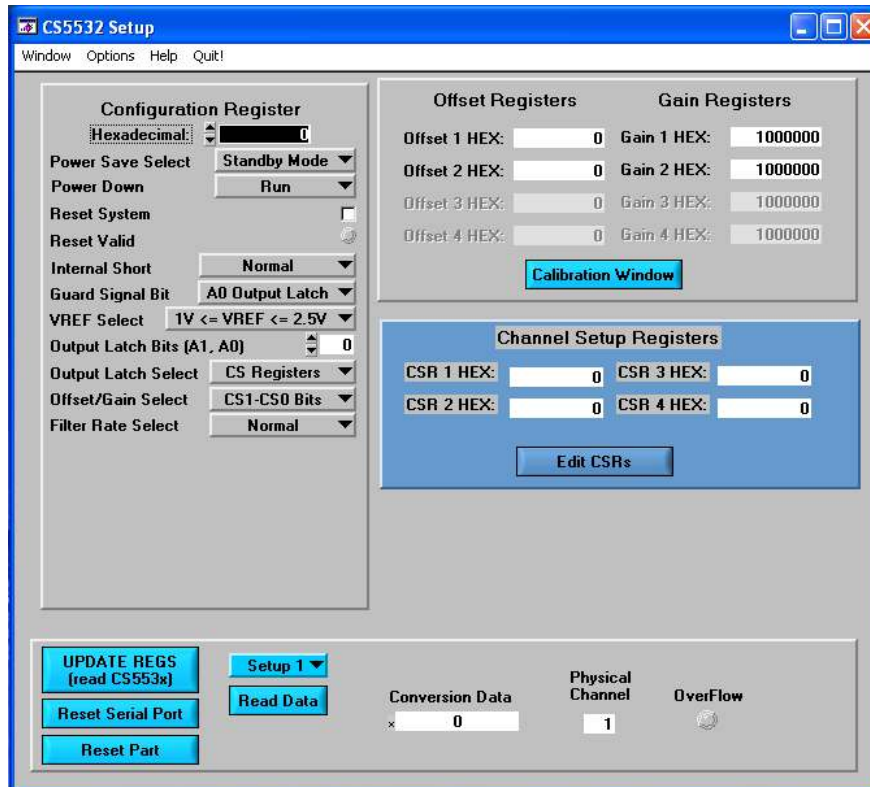 CS5532 Setup
Window Options Help Quit!
Configuration Register
Hexadecimal: 0
Power Save Select Standby Mode
Power Down Run
Reset System
Reset Valid
Internal Short Normal
Guard Signal Bit A0 Output Latch
VREF Select 1V <= VREF <= 2.5V
Output Latch Bits (A1, A0) 0
Output Latch Select CS Registers
Offset/Gain Select CS1-CS0 Bits
Filter Rate Select Normal
Offset Registers Gain Registers
Offset 1 HEX: 0 Gain 1 HEX: 1000000
Offset 2 HEX: 0 Gain 2 HEX: 1000000
Offset 3 HEX: 0 Gain 3 HEX: 1000000
Offset 4 HEX: 0 Gain 4 HEX: 1000000
Calibration Window
Channel Setup Registers
CSR 1 HEX: 0 CSR 3 HEX: 0
CSR 2 HEX: 0 CSR 4 HEX: 0
Edit CSRs
UPDATE REGS
(read CS553x)
Reset Serial Port
Reset Part
Setup 1
Read Data
Conversion Data
x 0
Physical
Channel
1
OverFlow